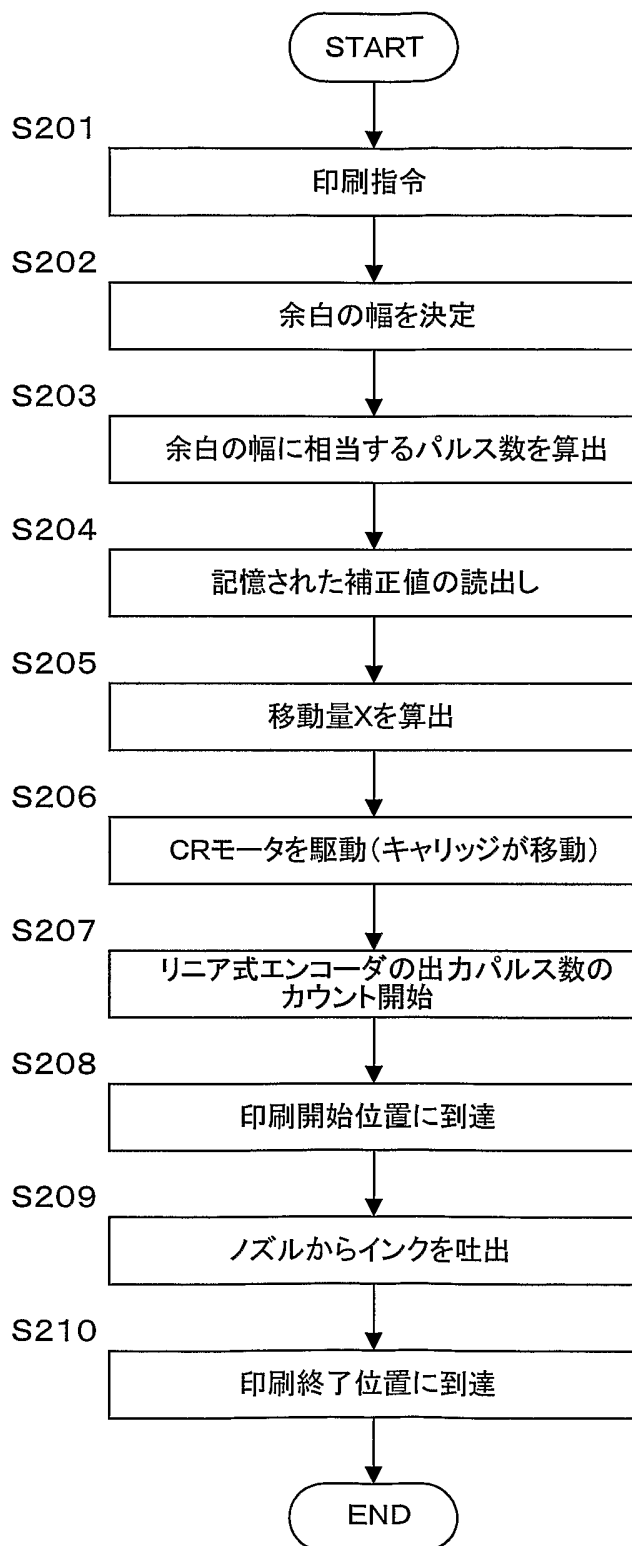 START
S201
印刷指令
S202
余白の幅を決定
S203
余白の幅に相当するパルス数を算出
S204
記憶された補正値の読出し
S205
移動量Xを算出
S206
CRモータを駆動(キャリッジが移動)
S207
リニア式エンコーダの出力パルス数の
カウント開始
S208
印刷開始位置に到達
S209
ノズルからインクを吐出
S210
印刷終了位置に到達
END